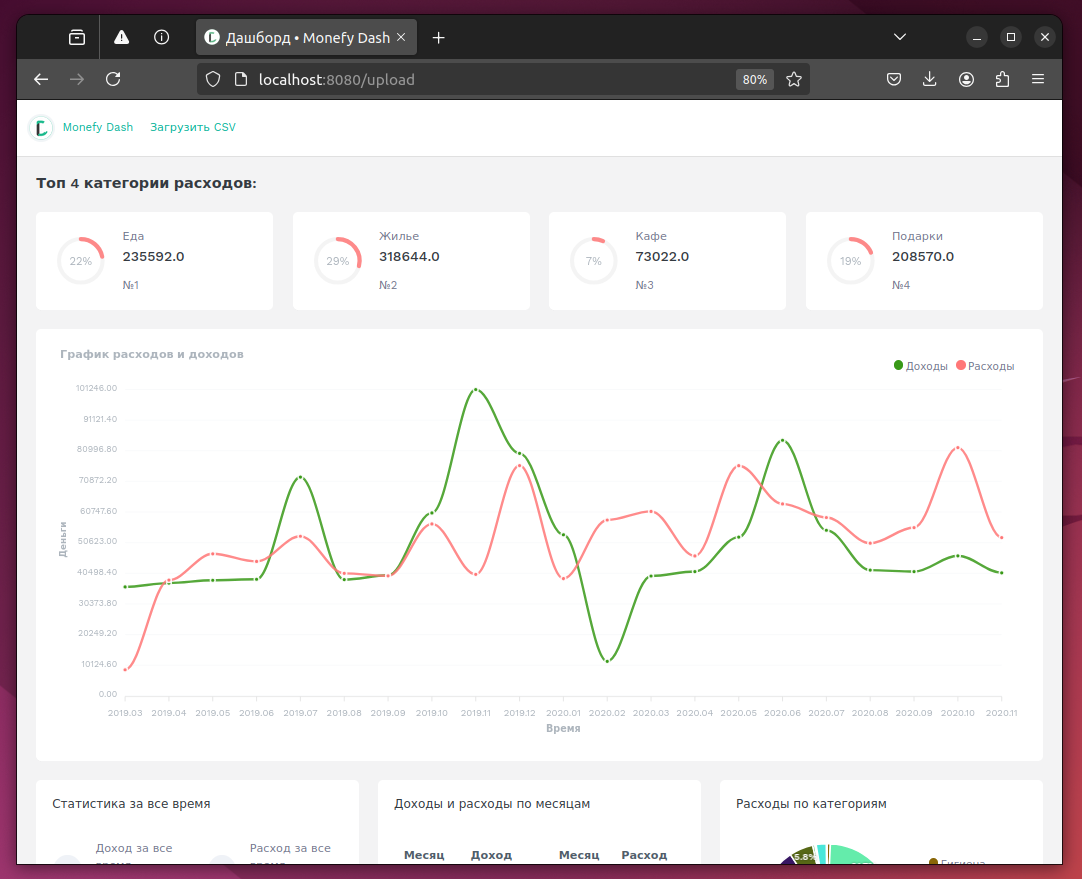 Дашборд • Monefy Dash
localhost:8080/upload
80%
Monefy Dash
Загрузить CSV
Топ 4 категории расходов:
22%
Еда
235592.0
№1
29%
Жилье
318644.0
№2
7%
Кафе
73022.0
№3
19%
Подарки
208570.0
№4
График расходов и доходов
Доходы
Расходы
101246.00
91121.40
80996.80
70872.20
60747.60
50623.00
40498.40
30373.80
20249.20
10124.60
0.00
Деньги
2019.03 2019.04 2019.05 2019.06 2019.07 2019.08 2019.09 2019.10 2019.11 2019.12 2020.01 2020.02 2020.03 2020.04 2020.05 2020.06 2020.07 2020.08 2020.09 2020.10 2020.11
Время
Статистика за все время
Доход за все
время
Расход за все
время
Доходы и расходы по месяцам
Месяц Доход Месяц Расход
Расходы по категориям
5.8%
Гигиена